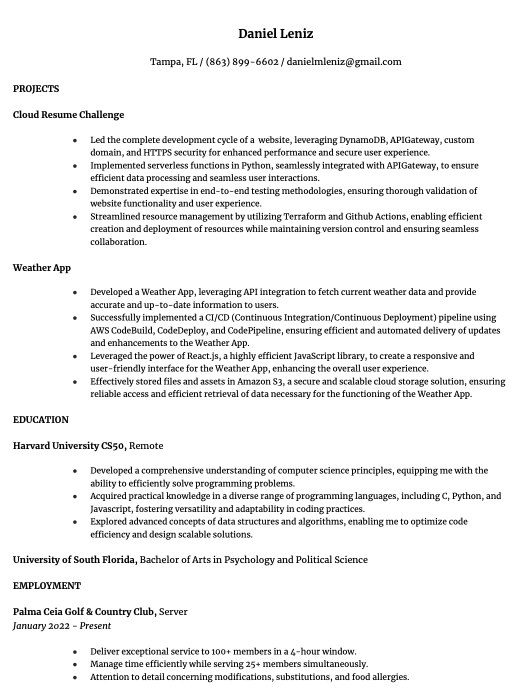 Daniel Leniz
Tampa, FL / (863) 899-6602 / danielmleniz@gmail.com
PROJECTS
Cloud Resume Challenge
● Led the complete development cycle of a website, leveraging DynamoDB, APIGateway, custom
domain, and HTTPS security for enhanced performance and secure user experience.
● Implemented serverless functions in Python, seamlessly integrated with APIGateway, to ensure
efficient data processing and seamless user interactions.
● Demonstrated expertise in end-to-end testing methodologies, ensuring thorough validation of
website functionality and user experience.
● Streamlined resource management by utilizing Terraform and Github Actions, enabling efficient
creation and deployment of resources while maintaining version control and ensuring seamless
collaboration.
Weather App
● Developed a Weather App, leveraging API integration to fetch current weather data and provide
accurate and up-to-date information to users.
● Successfully implemented a CI/CD (Continuous Integration/Continuous Deployment) pipeline using
AWS CodeBuild, CodeDeploy, and CodePipeline, ensuring efficient and automated delivery of updates
and enhancements to the Weather App.
● Leveraged the power of React.js, a highly efficient JavaScript library, to create a responsive and
user-friendly interface for the Weather App, enhancing the overall user experience.
● Effectively stored files and assets in Amazon S3, a secure and scalable cloud storage solution, ensuring
reliable access and efficient retrieval of data necessary for the functioning of the Weather App.
EDUCATION
Harvard University CS50, Remote
● Developed a comprehensive understanding of computer science principles, equipping me with the
ability to efficiently solve programming problems.
● Acquired practical knowledge in a diverse range of programming languages, including C, Python, and
Javascript, fostering versatility and adaptability in coding practices.
● Explored advanced concepts of data structures and algorithms, enabling me to optimize code
efficiency and design scalable solutions.
University of South Florida, Bachelor of Arts in Psychology and Political Science
EMPLOYMENT
Palma Ceia Golf & Country Club, Server
January 2022 - Present
● Deliver exceptional service to 100+ members in a 4-hour window.
● Manage time efficiently while serving 25+ members simultaneously.
● Attention to detail concerning modifications, substitutions, and food allergies.